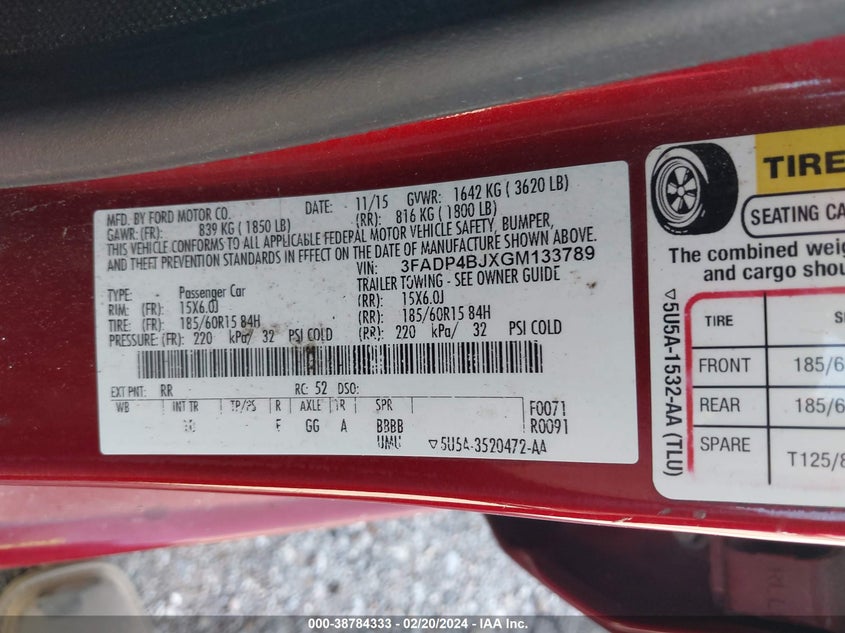 MFD. BY FORD MOTOR CO. DATE: 11/15 GVWR: 1642 KG ( 3620 LB)
GAWR: (FR): 839 KG ( 1850 LB) (RR): 816 KG ( 1800 LB)
THIS VEHICLE CONFORMS TO ALL APPLICABLE FEDERAL MOTOR VEHICLE SAFETY, BUMPER,
AND THEFT PREVENTION STANDARDS IN EFFECT ON THE DATE OF MANUFACTURE SHOWN ABOVE.
VIN: 3FADP4BJXGM133789
TYPE: Passenger Car TRAILER TOWING - SEE OWNER GUIDE
RIM: (FR): 15X6.0J (RR): 15X6.0J
TIRE: (FR): 185/60R15 84H (RR): 185/60R15 84H
PRESSURE: (FR): 220 kPa/ 32 PSI COLD (RR): 220 kPa/ 32 PSI COLD
EXT PNT: RR RC: 52 DSO:
WB INT TR TP/PS R AXLE TR SPR F0071
F GG A BBBB R0091
UMU ▽5U5A-3520472-AA
TIRE
SEATING CA
The combined weig
and cargo shou
TIRE S
FRONT 185/6
REAR 185/6
SPARE T125/8
▽5U5A-1532-AA (TLU)
000-38784333 - 02/20/2024 - IAA Inc.